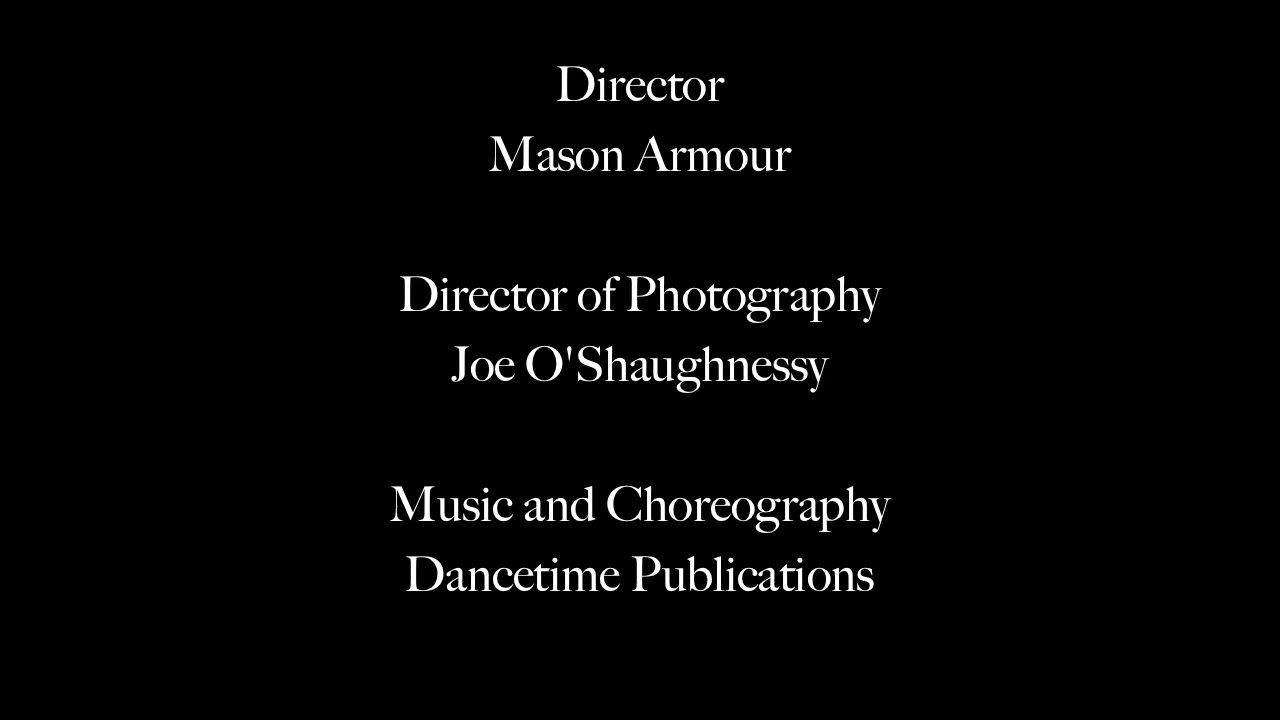 Director
Mason Armour
Director of Photography
Joe O'Shaughnessy
Music and Choreography
Dancetime Publications